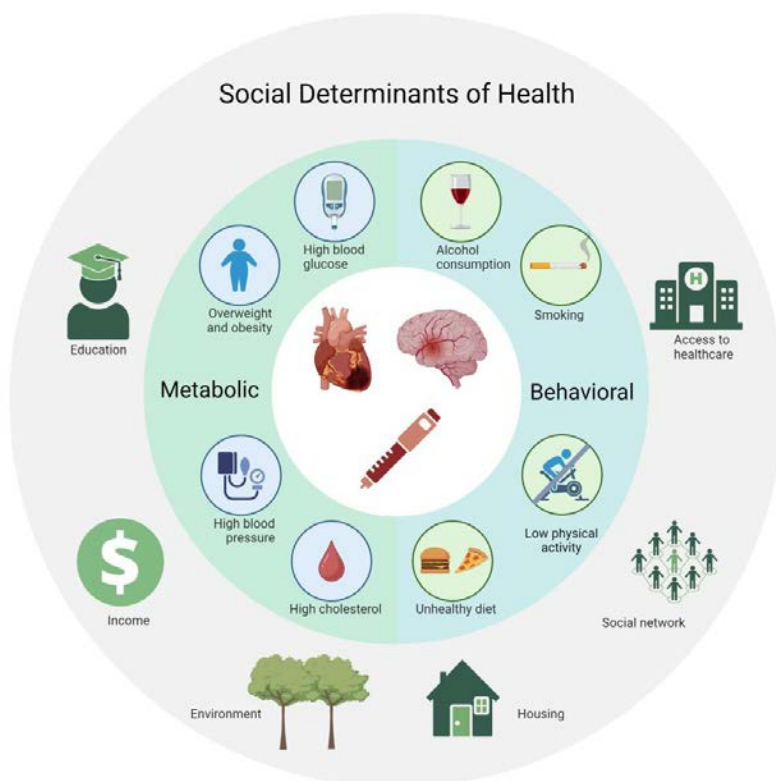 Social Determinants of Health
High blood
glucose
Alcohol
consumption
Overweight
and obesity
Smoking
Education
Access to
healthcare
Metabolic
Behavioral
H
High blood
pressure
Low physical
activity
High cholesterol
Unhealthy diet
$
Income
Social network
Environment
Housing